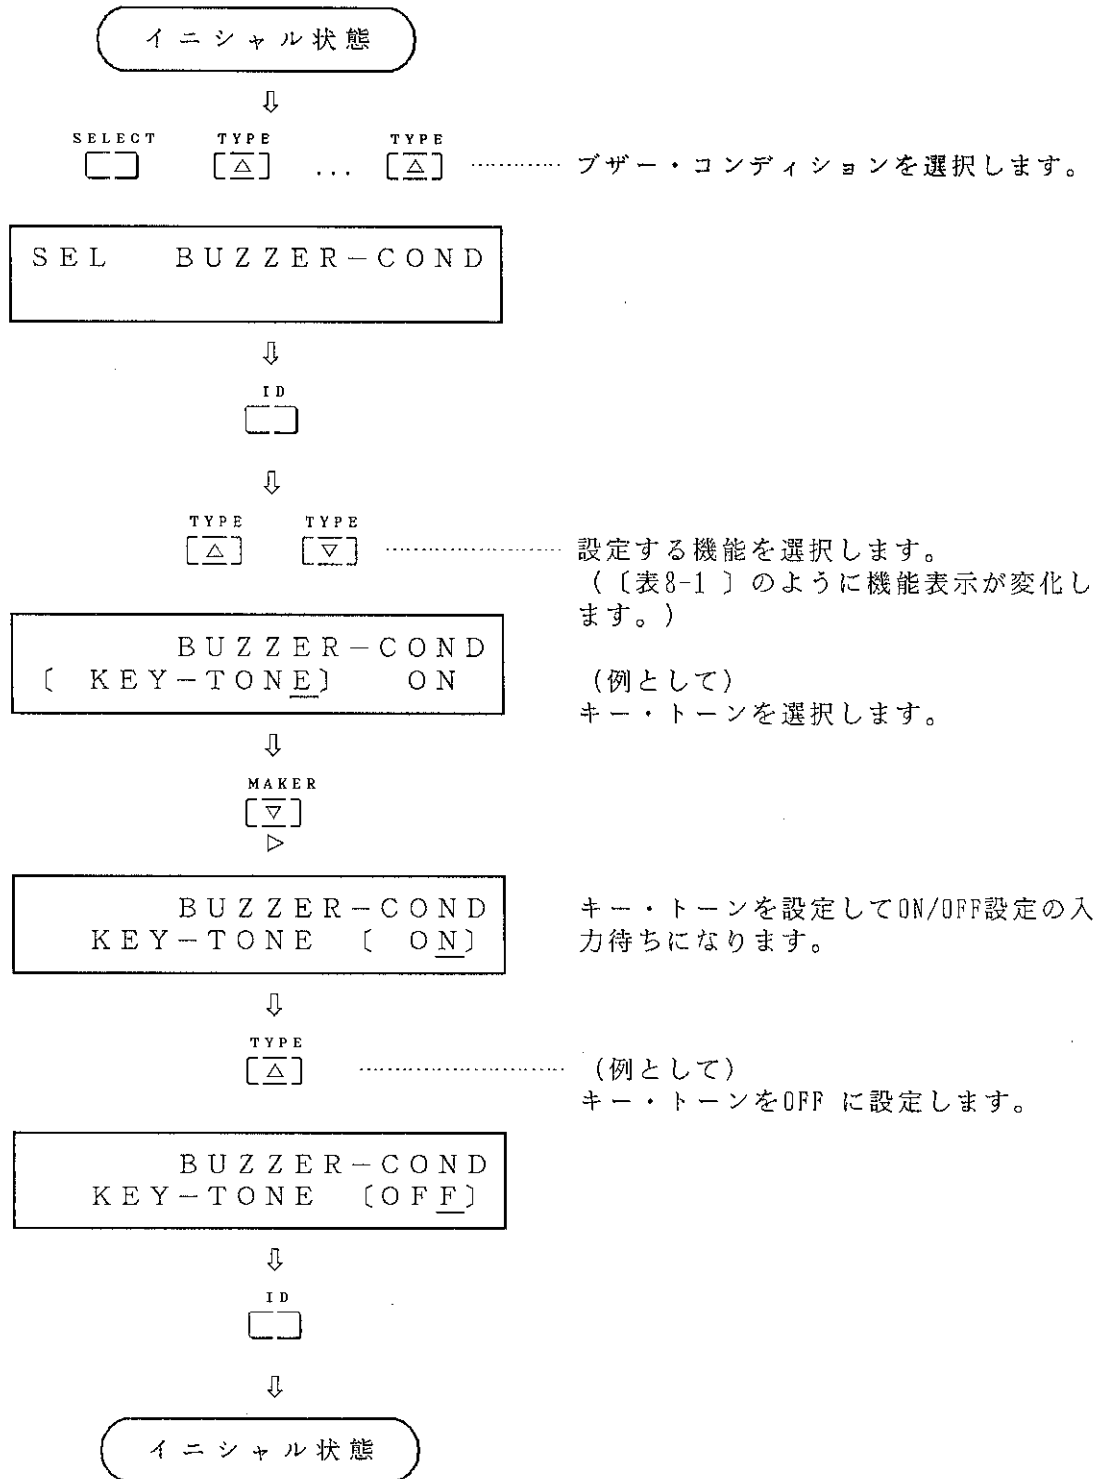 イニシャル状態
⇩
SELECT TYPE TYPE
△ ... △ ………… ブザー・コンディションを選択します。
SEL BUZZER－COND
⇩
ID
⇩
TYPE TYPE
△ ▽ ………………… 設定する機能を選択します。
（〔表8-1 〕のように機能表示が変化し
ます。）
BUZZER－COND
〔 KEY－TONE〕 ON
（例として）
キー・トーンを選択します。
⇩
MAKER
▽
▷
BUZZER－COND
KEY－TONE 〔 ON〕
キー・トーンを設定してON/OFF設定の入
力待ちになります。
⇩
TYPE
△ …………………… （例として）
キー・トーンをOFF に設定します。
BUZZER－COND
KEY－TONE 〔OFF〕
⇩
ID
⇩
イニシャル状態